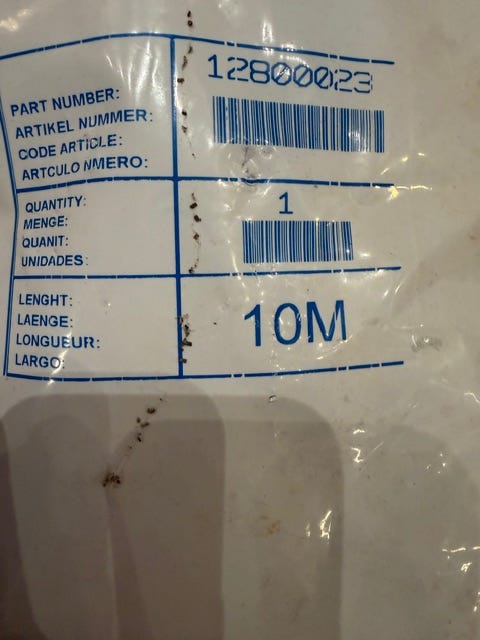 PART NUMBER:
ARTIKEL NUMMER:
CODE ARTICLE:
ARTCULO NMERO:
12800023
QUANTITY:
MENGE:
QUANIT:
UNIDADES:
1
LENGHT:
LAENGE:
LONGUEUR:
LARGO:
10M